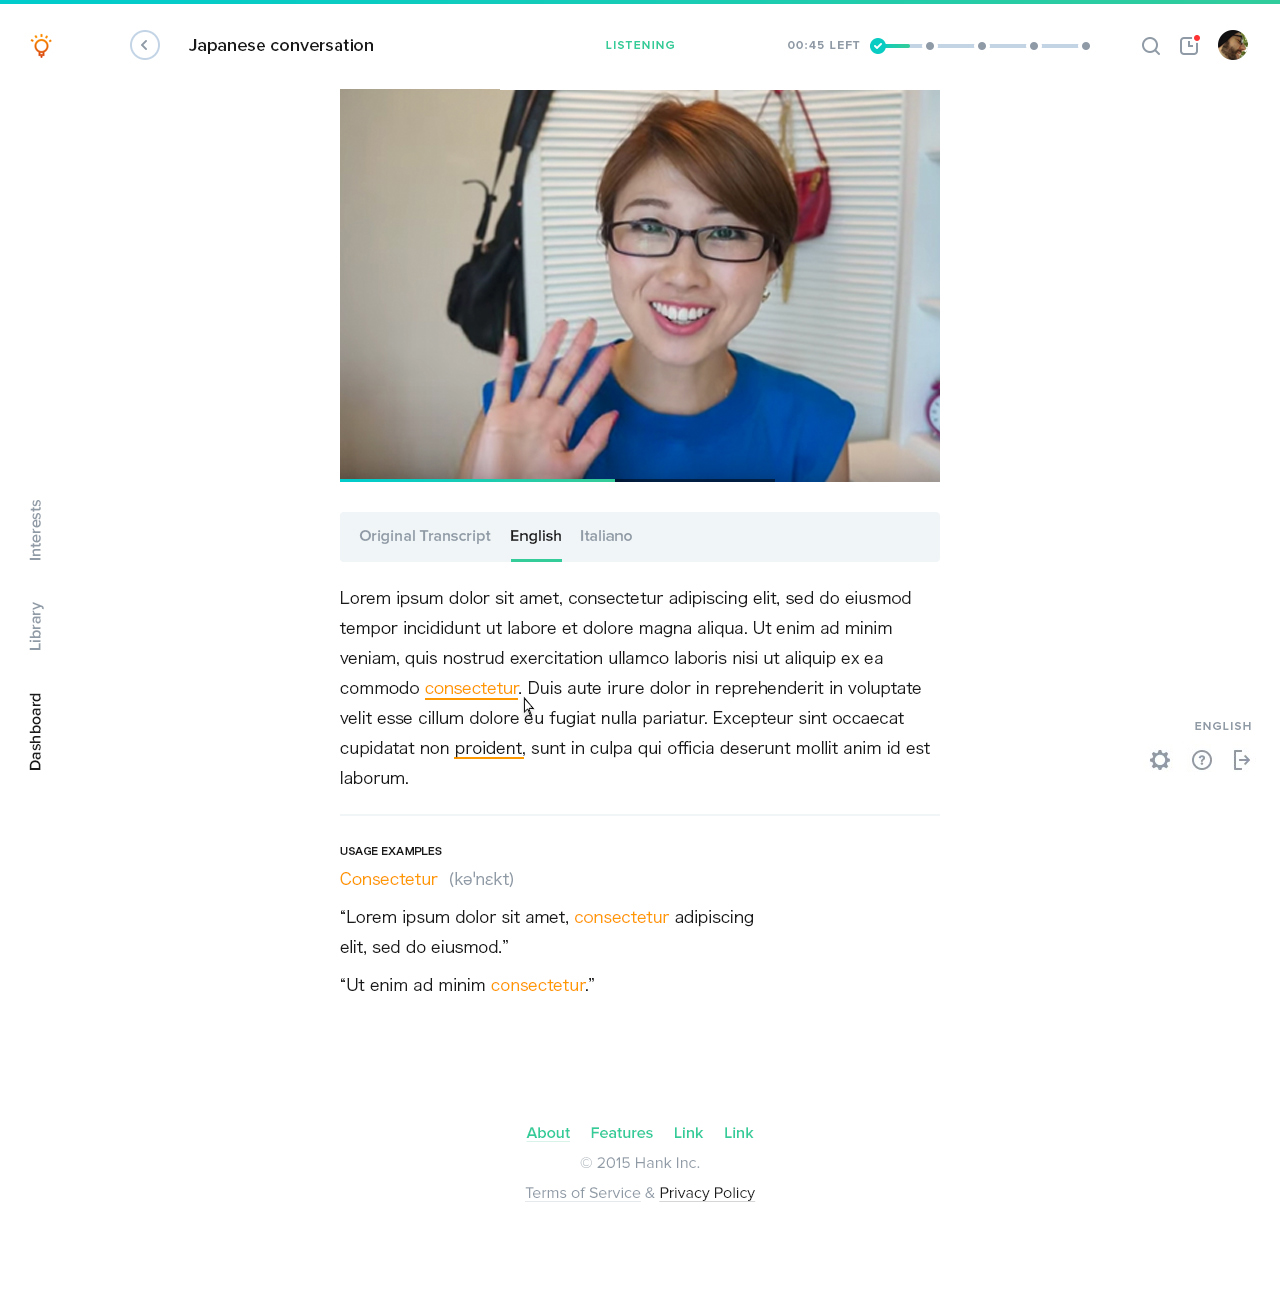 Japanese conversation
LISTENING
00:45 LEFT
Interests
Library
Dashboard
Original Transcript English Italiano
Lorem ipsum dolor sit amet, consectetur adipiscing elit, sed do eiusmod
tempor incididunt ut labore et dolore magna aliqua. Ut enim ad minim
veniam, quis nostrud exercitation ullamco laboris nisi ut aliquip ex ea
commodo consectetur. Duis aute irure dolor in reprehenderit in voluptate
velit esse cillum dolore eu fugiat nulla pariatur. Excepteur sint occaecat
cupidatat non proident, sunt in culpa qui officia deserunt mollit anim id est
laborum.
ENGLISH
USAGE EXAMPLES
Consectetur (kə'nɛkt)
“Lorem ipsum dolor sit amet, consectetur adipiscing
elit, sed do eiusmod.”
“Ut enim ad minim consectetur.”
About Features Link Link
© 2015 Hank Inc.
Terms of Service & Privacy Policy